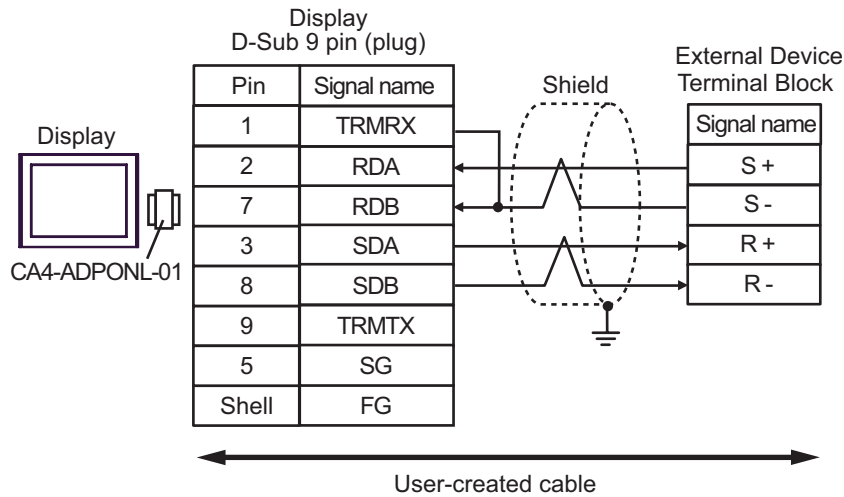 Display
D-Sub 9 pin (plug)
External Device
Terminal Block
Pin Signal name
Shield
Signal name
Display
1 TRMRX
2 RDA
S +
7 RDB
S -
3 SDA
R +
CA4-ADPONL-01
8 SDB
R -
9 TRMTX
5 SG
Shell FG
User-created cable